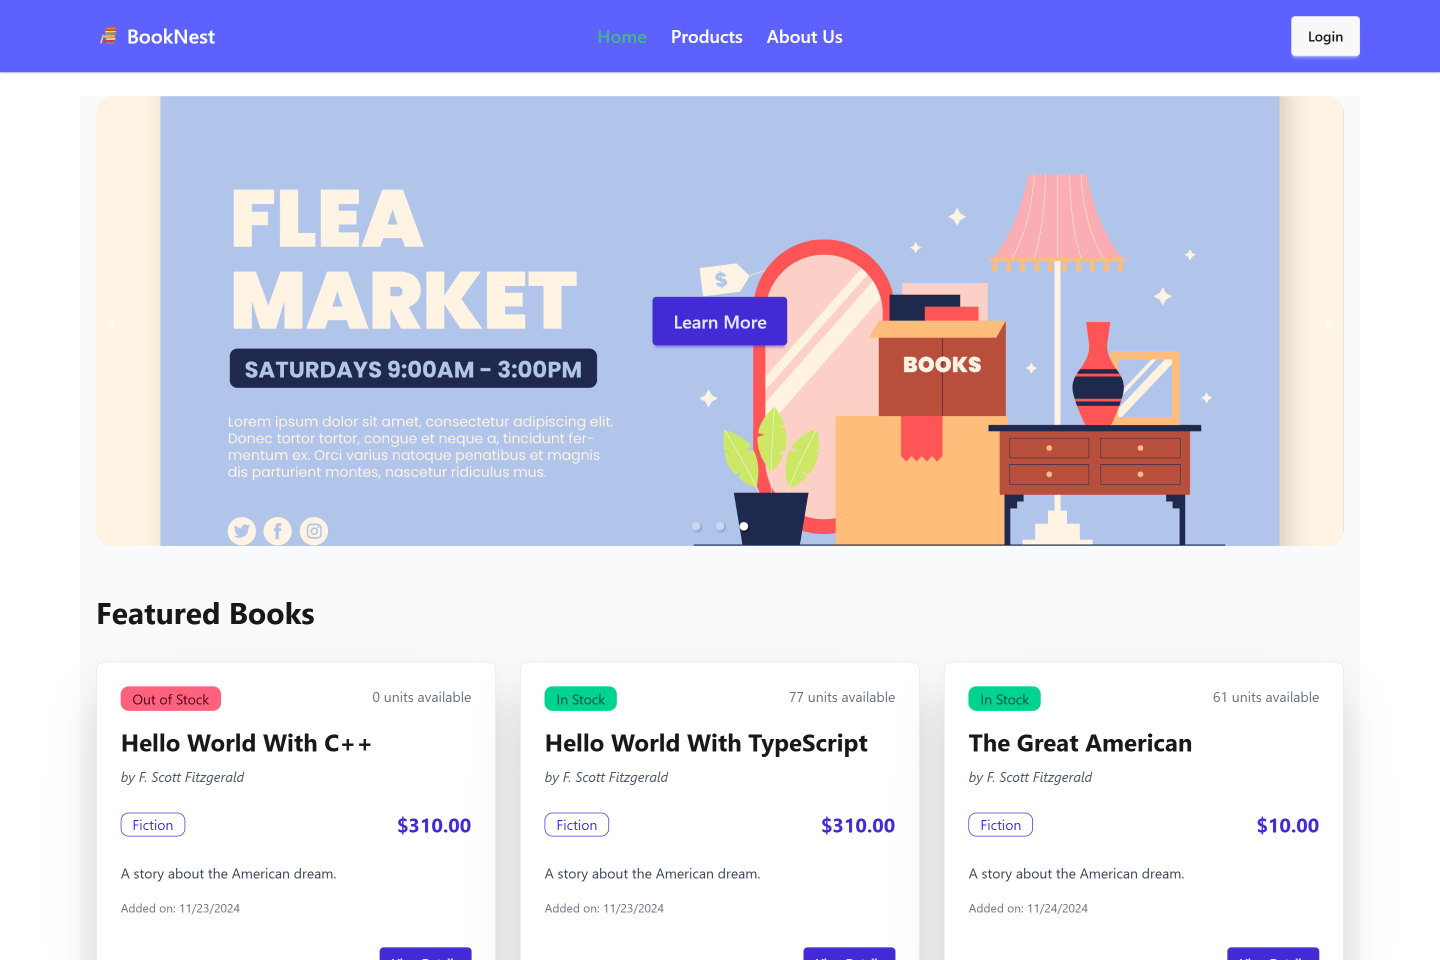 BookNest
Home Products About Us
Login
FLEA
MARKET
SATURDAYS 9:00AM - 3:00PM
Lorem ipsum dolor sit amet, consectetur adipiscing elit.
Donec tortor tortor, congue et neque a, tincidunt fer-
mentum ex. Orci varius natoque penatibus et magnis
dis parturient montes, nascetur ridiculus mus.
$
Learn More
BOOKS
Featured Books
Out of Stock 0 units available
Hello World With C++
by F. Scott Fitzgerald
Fiction $310.00
A story about the American dream.
Added on: 11/23/2024
In Stock 77 units available
Hello World With TypeScript
by F. Scott Fitzgerald
Fiction $310.00
A story about the American dream.
Added on: 11/23/2024
In Stock 61 units available
The Great American
by F. Scott Fitzgerald
Fiction $10.00
A story about the American dream.
Added on: 11/24/2024